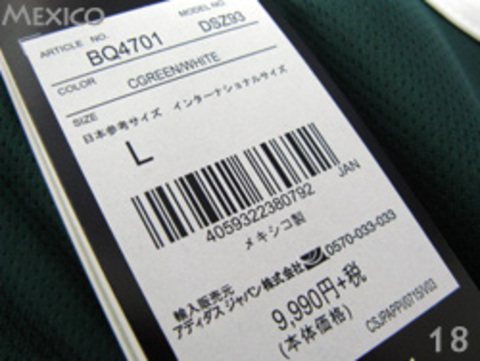 MEXICO
ARTICLE NO. MODEL NO
BQ4701 DSZ93
COLOR CGREEN/WHITE
SIZE
日本参考サイズ インターナショナルサイズ
L
JAN
4059322380792
メキシコ製
輸入販売元
アディダス ジャパン株式会社 0570-033-033
9,990円+税
(本体価格)
CSJPAPPV0715V03
18